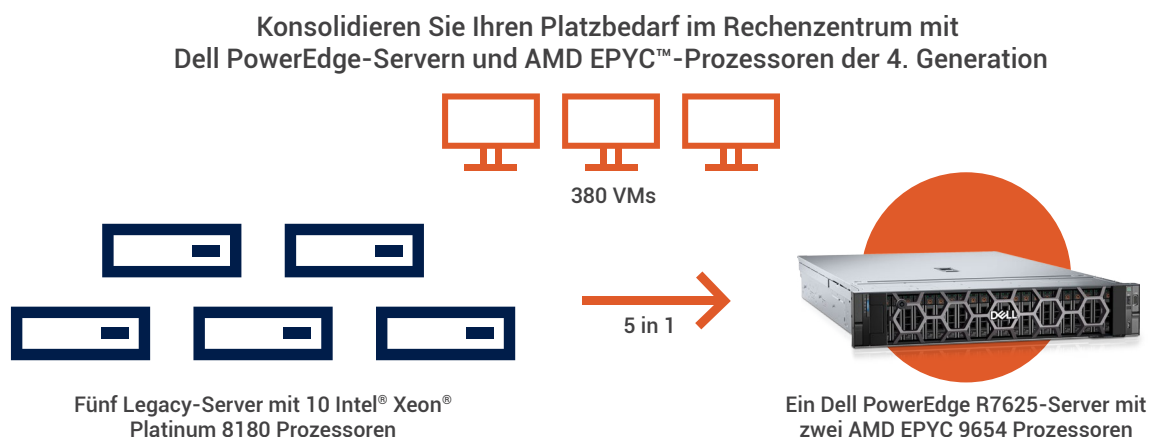 Konsolidieren Sie Ihren Platzbedarf im Rechenzentrum mit
Dell PowerEdge-Servern und AMD EPYC™-Prozessoren der 4. Generation
380 VMs
5 in 1
DELL
Fünf Legacy-Server mit 10 Intel® Xeon®
Platinum 8180 Prozessoren
Ein Dell PowerEdge R7625-Server mit
zwei AMD EPYC 9654 Prozessoren